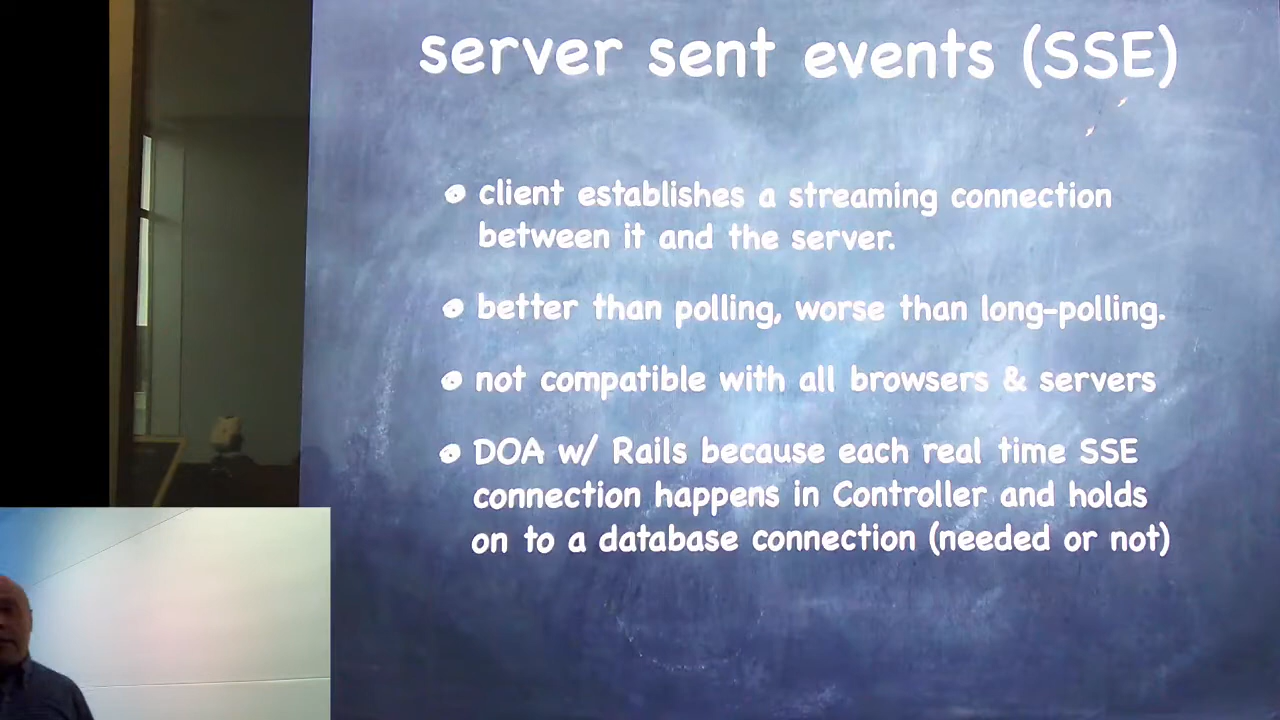 server sent events (SSE)
client establishes a streaming connection
between it and the server.
better than polling, worse than long-polling.
not compatible with all browsers & servers
DOA w/ Rails because each real time SSE
connection happens in Controller and holds
on to a database connection (needed or not)